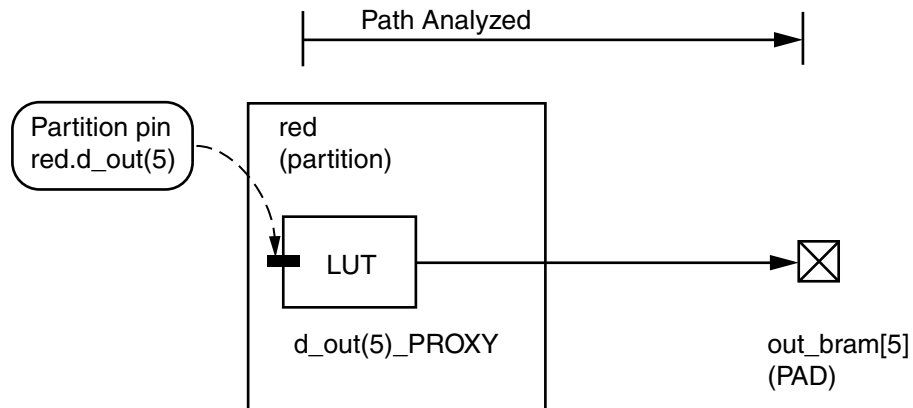 Path Analyzed
Partition pin
red.d_out(5)
red
(partition)
LUT
d_out(5)_PROXY
out_bram[5]
(PAD)